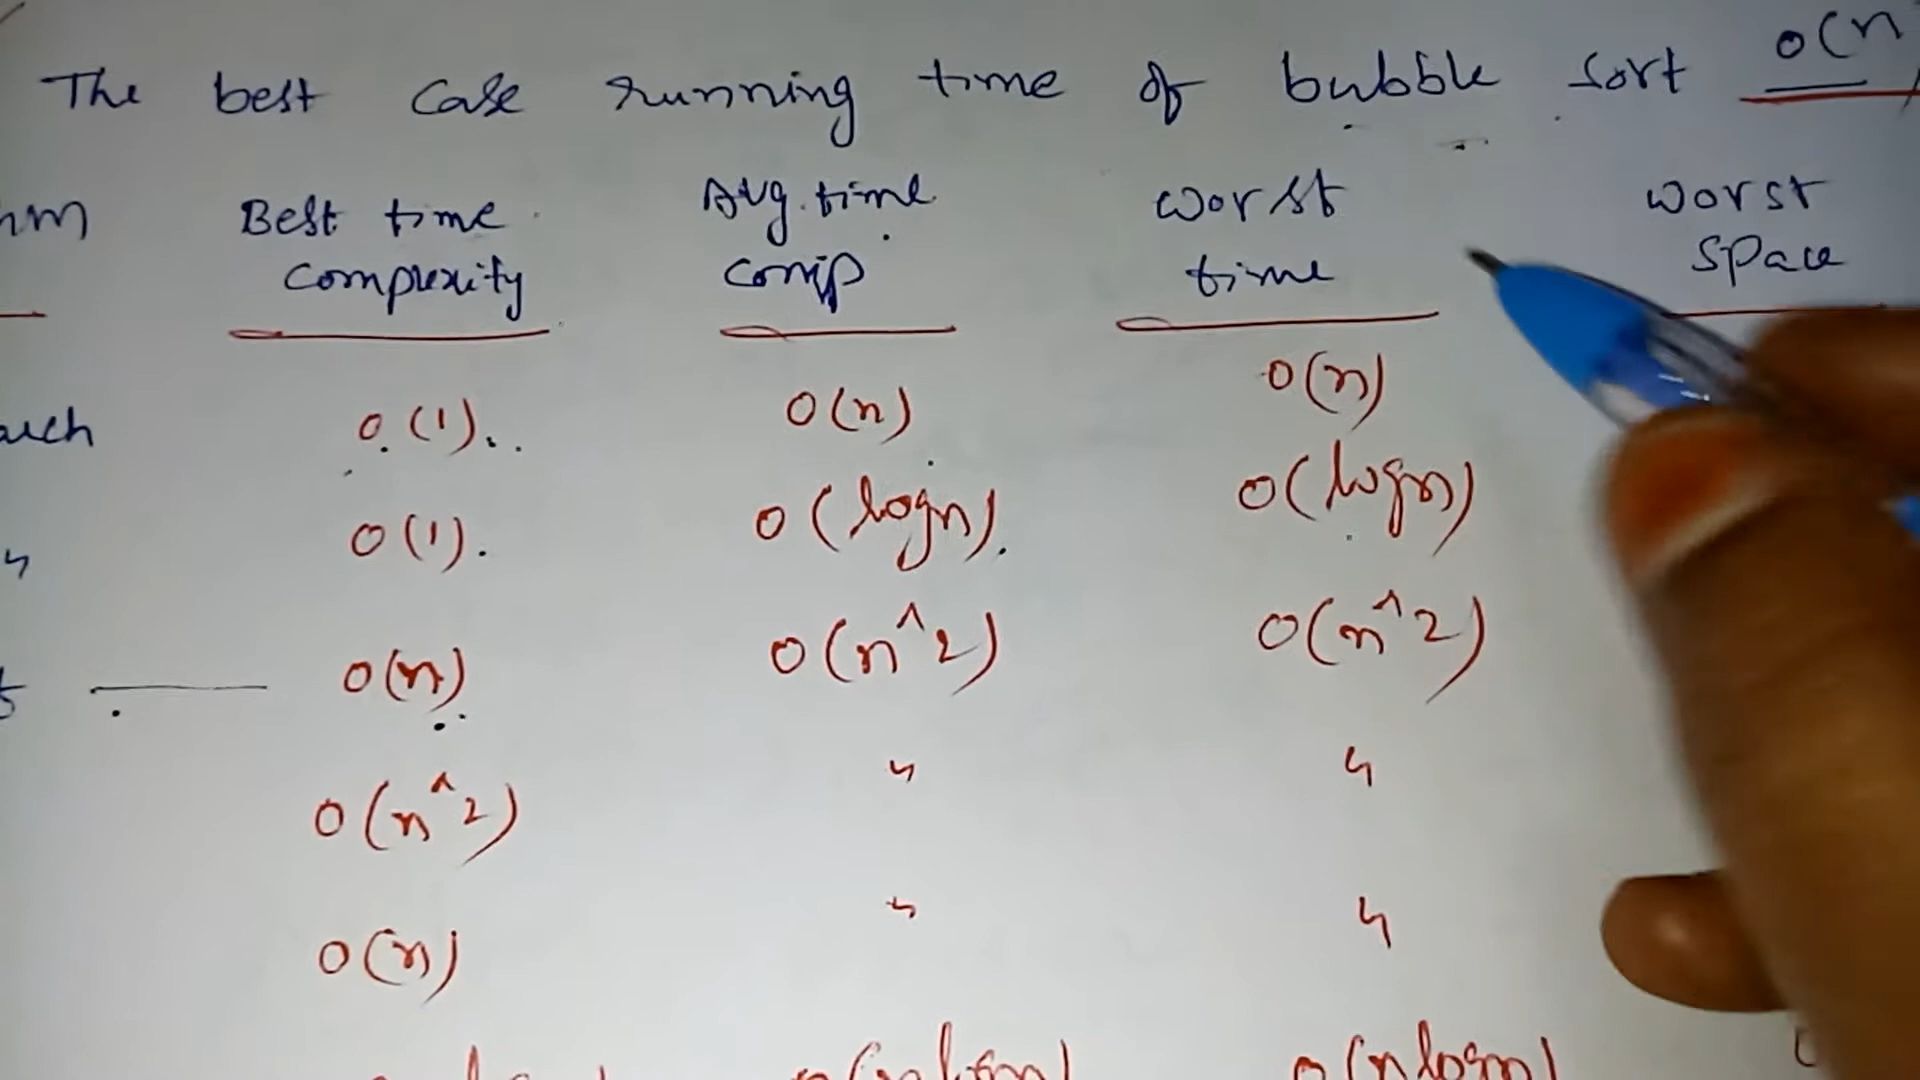 The best case running time of bubble sort O(n
Best time Avg. time worst worst
complexity comp time space
O(1) O(n) O(n)
O(1) O(logn) O(logn)
O(n) O(n^2) O(n^2)
O(n^2) " "
O(n) " "